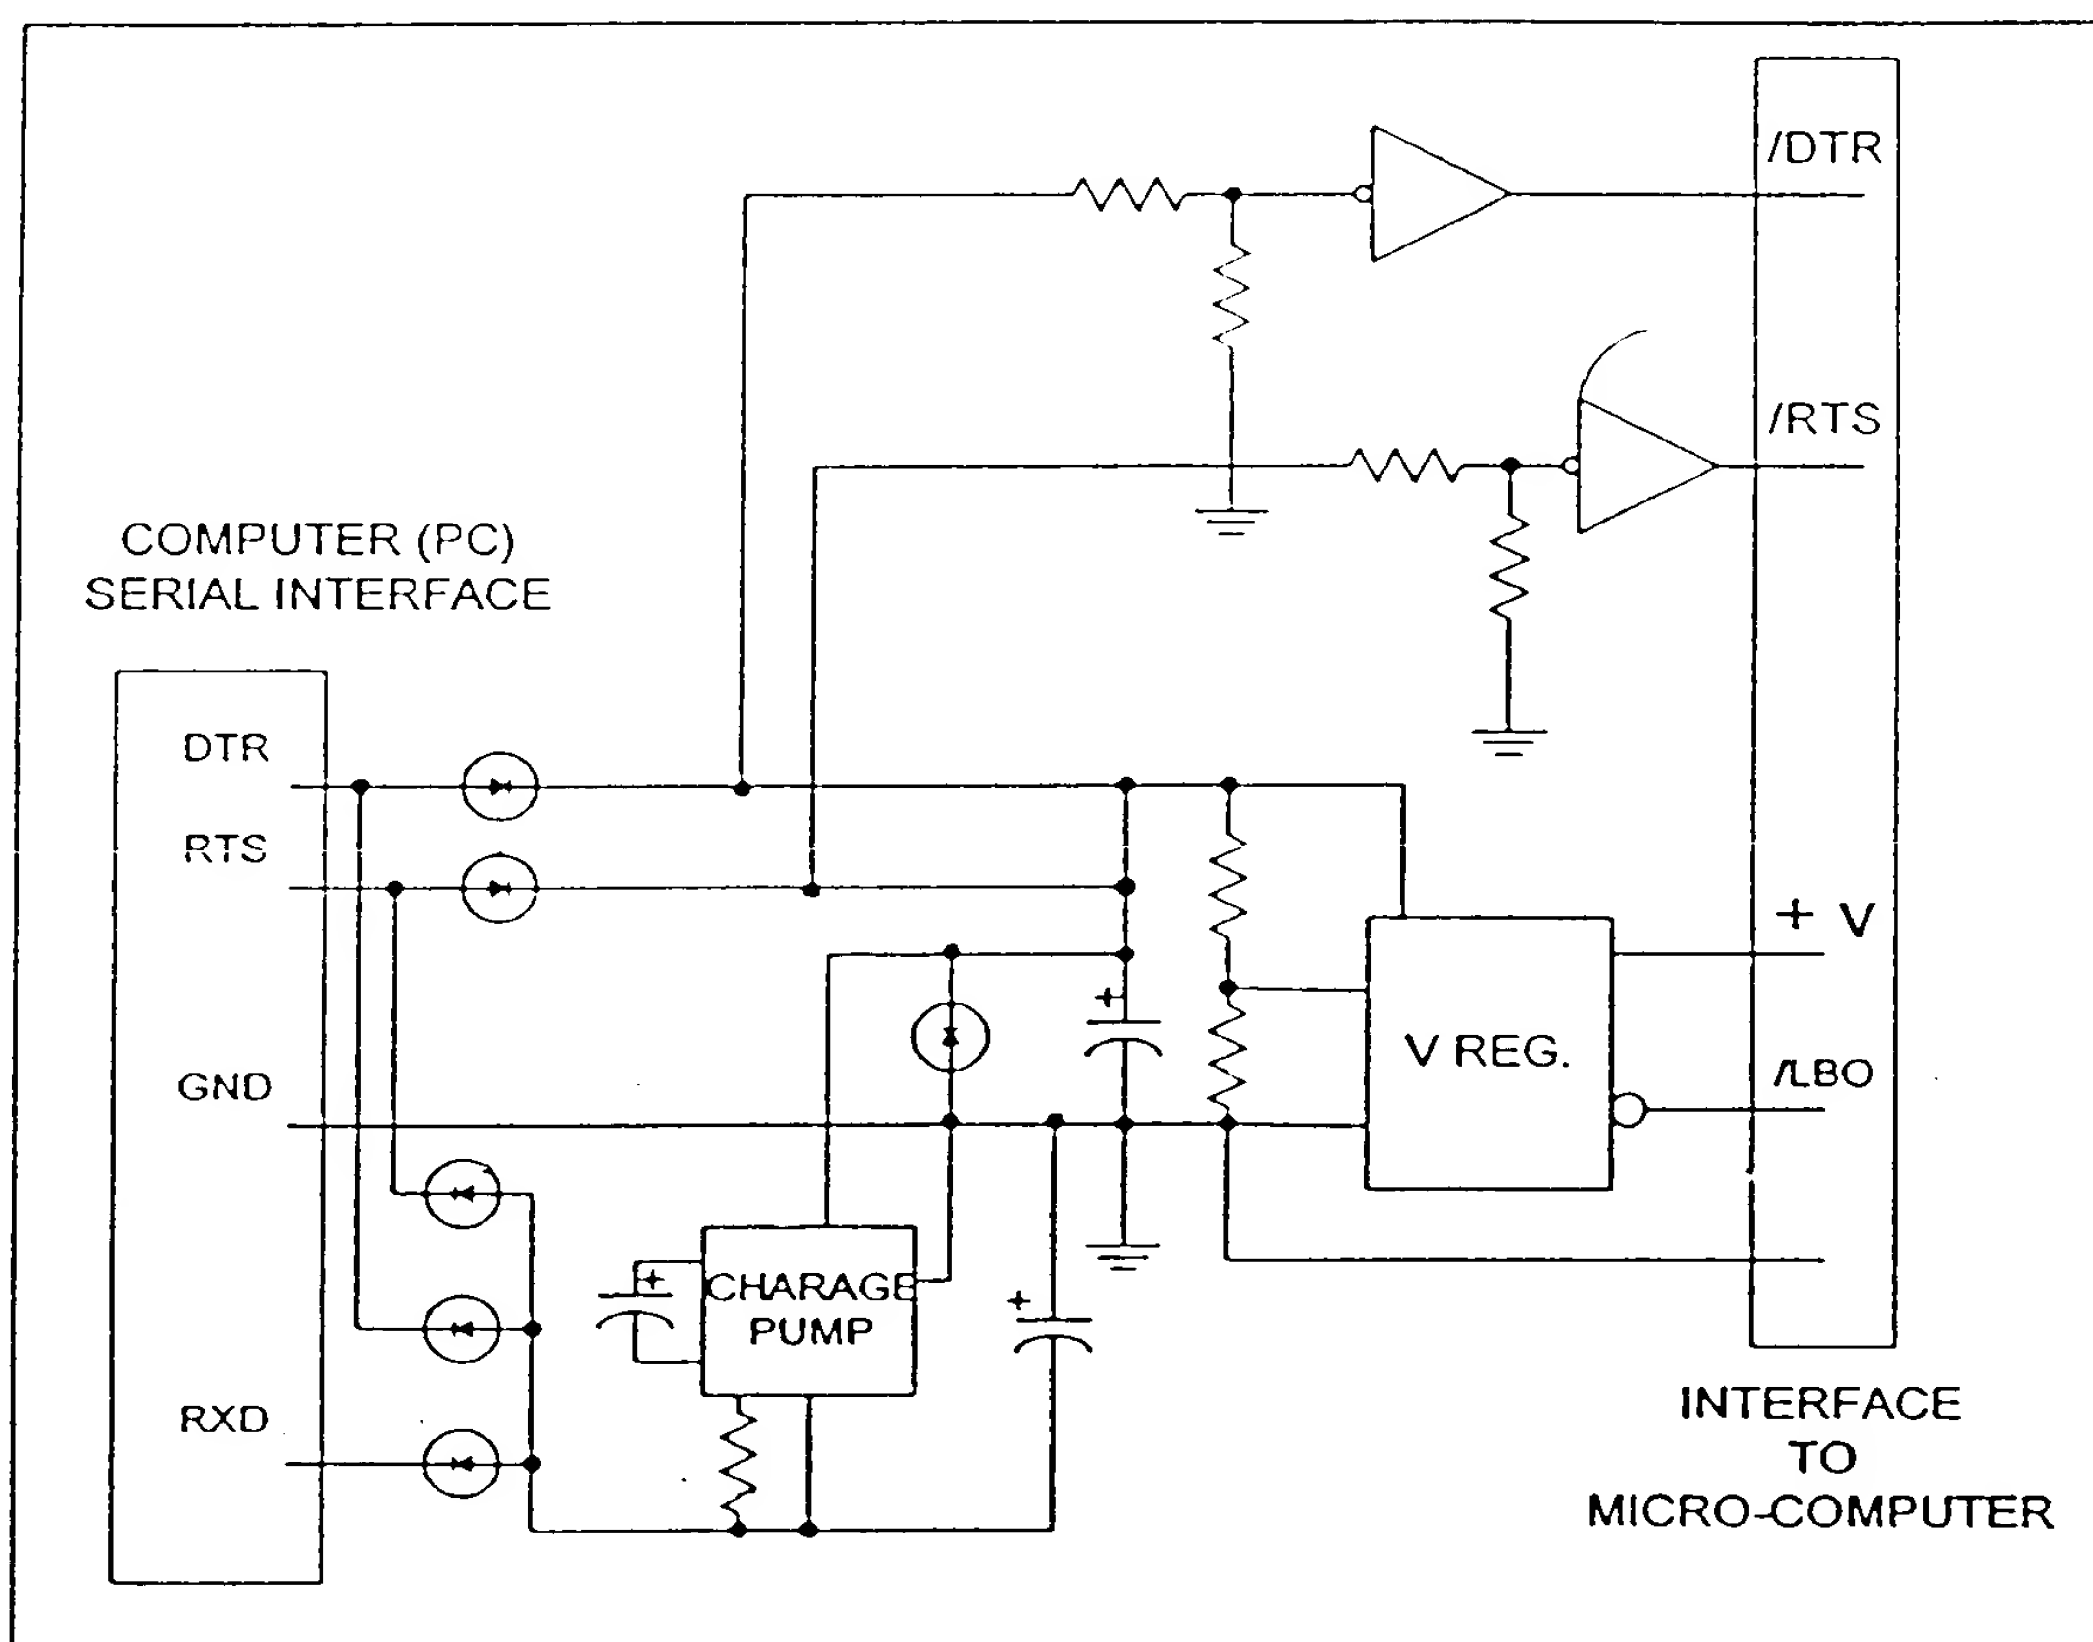 /DTR
/RTS
COMPUTER (PC)
SERIAL INTERFACE
DTR
RTS
+ V
+
V REG.
GND
/LBO
+
CHARAGE
PUMP
+
RXD
INTERFACE
TO
MICRO-COMPUTER